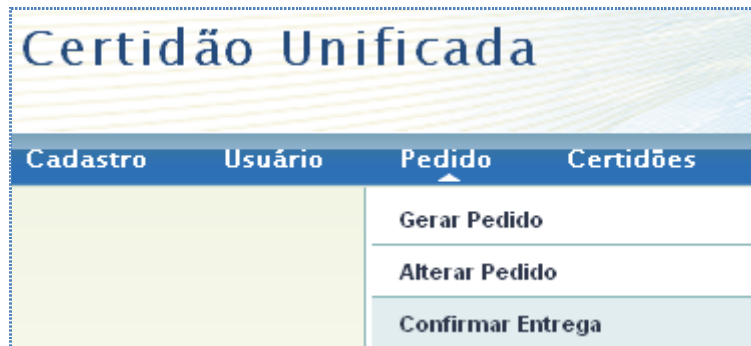 Certidão Unificada
Cadastro Usuário Pedido Certidões
Gerar Pedido
Alterar Pedido
Confirmar Entrega